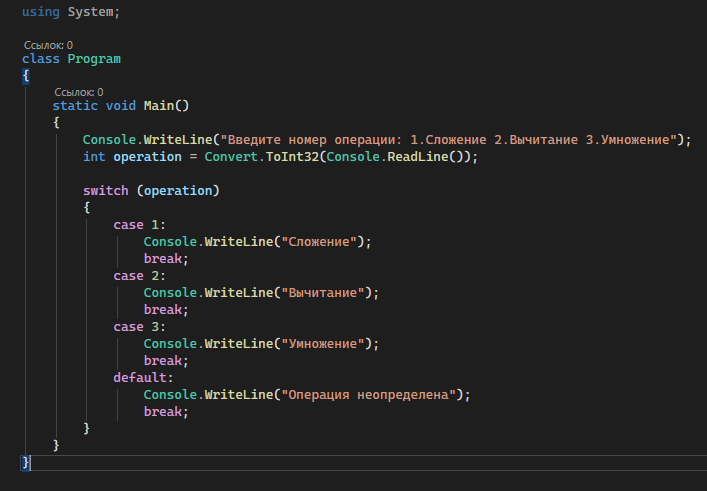 using System;
Ссылок: 0
class Program
{
Ссылок: 0
static void Main()
{
Console.WriteLine("Введите номер операции: 1.Сложение 2.Вычитание 3.Умножение");
int operation = Convert.ToInt32(Console.ReadLine());
switch (operation)
{
case 1:
Console.WriteLine("Сложение");
break;
case 2:
Console.WriteLine("Вычитание");
break;
case 3:
Console.WriteLine("Умножение");
break;
default:
Console.WriteLine("Операция неопределена");
break;
}
}
}